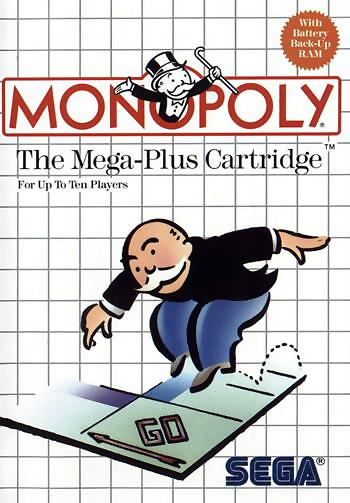 With
Battery
Back-Up
RAM
MONOPOLY®
The Mega-Plus Cartridge™
For Up To Ten Players
GO
SEGA®